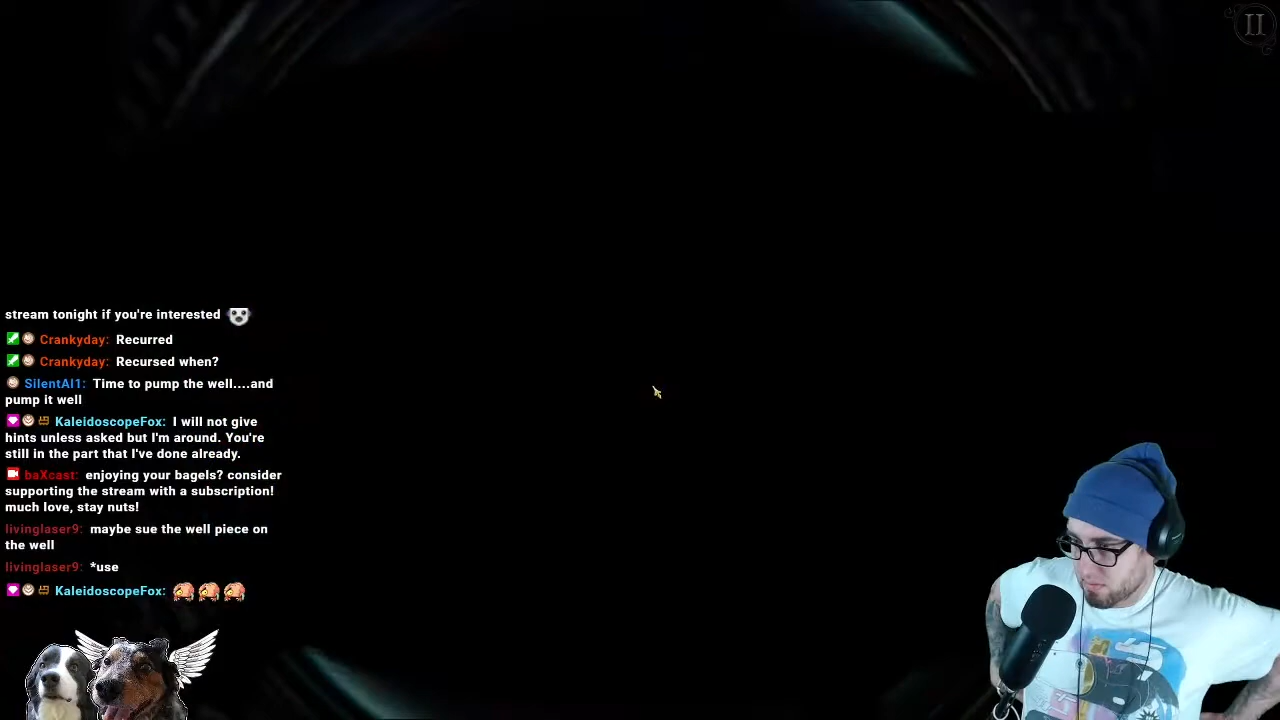 II
stream tonight if you're interested
Crankyday: Recurred
Crankyday: Recursed when?
SilentAI1: Time to pump the well....and
pump it well
KaleidoscopeFox: I will not give
hints unless asked but I'm around. You're
still in the part that I've done already.
baXcast: enjoying your bagels? consider
supporting the stream with a subscription!
much love, stay nuts!
livinglaser9: maybe sue the well piece on
the well
livinglaser9: *use
KaleidoscopeFox: